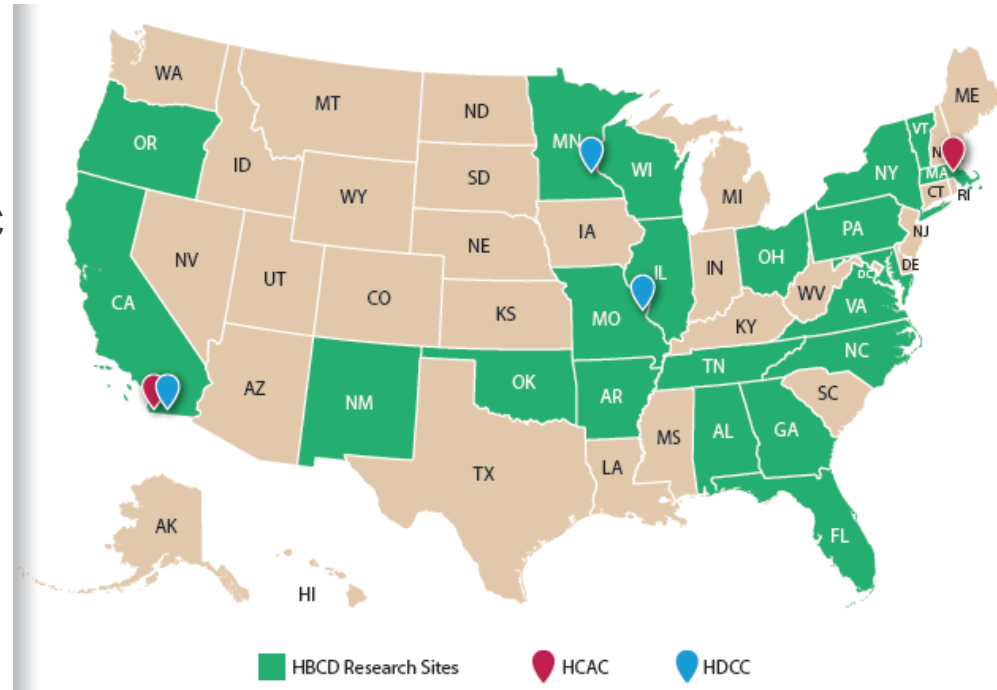 WA
MT
ND
MN
ME
VT
OR
ID
SD
WI
NY
MA
WY
MI
CT
RI
IA
PA
NJ
NE
NV
OH
UT
IL
IN
DE
DC
CA
CO
WV
VA
KS
MO
KY
NC
TN
OK
AZ
NM
AR
SC
MS
AL
GA
TX
LA
AK
FL
HI
HBCD Research Sites
HCAC
HDCC